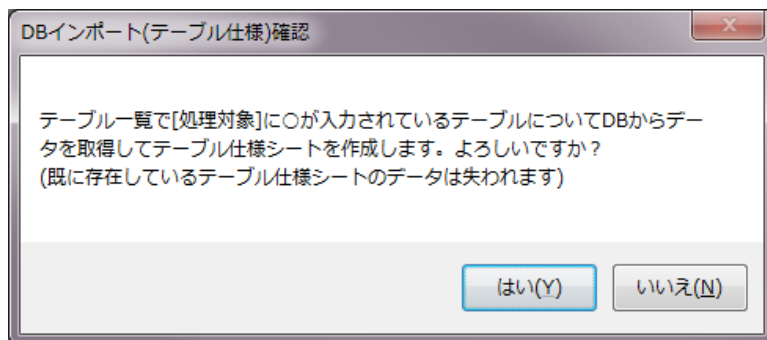 DBインポート(テーブル仕様)確認
テーブル一覧で[処理対象]に○が入力されているテーブルについてDBからデー
タを取得してテーブル仕様シートを作成します。よろしいですか？
(既に存在しているテーブル仕様シートのデータは失われます)
はい(Y)
いいえ(N)